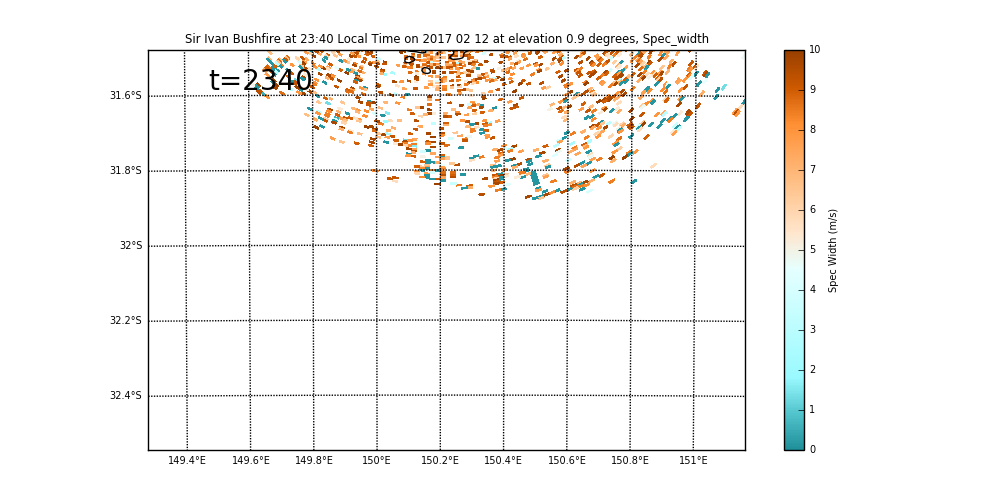 Sir Ivan Bushfire at 23:40 Local Time on 2017 02 12 at elevation 0.9 degrees, Spec_width
t=2340
31.6°S
31.8°S
32°S
32.2°S
32.4°S
149.4°E 149.6°E 149.8°E 150°E 150.2°E 150.4°E 150.6°E 150.8°E 151°E
10
9
8
7
6
5
4
3
2
1
0
Spec Width (m/s)